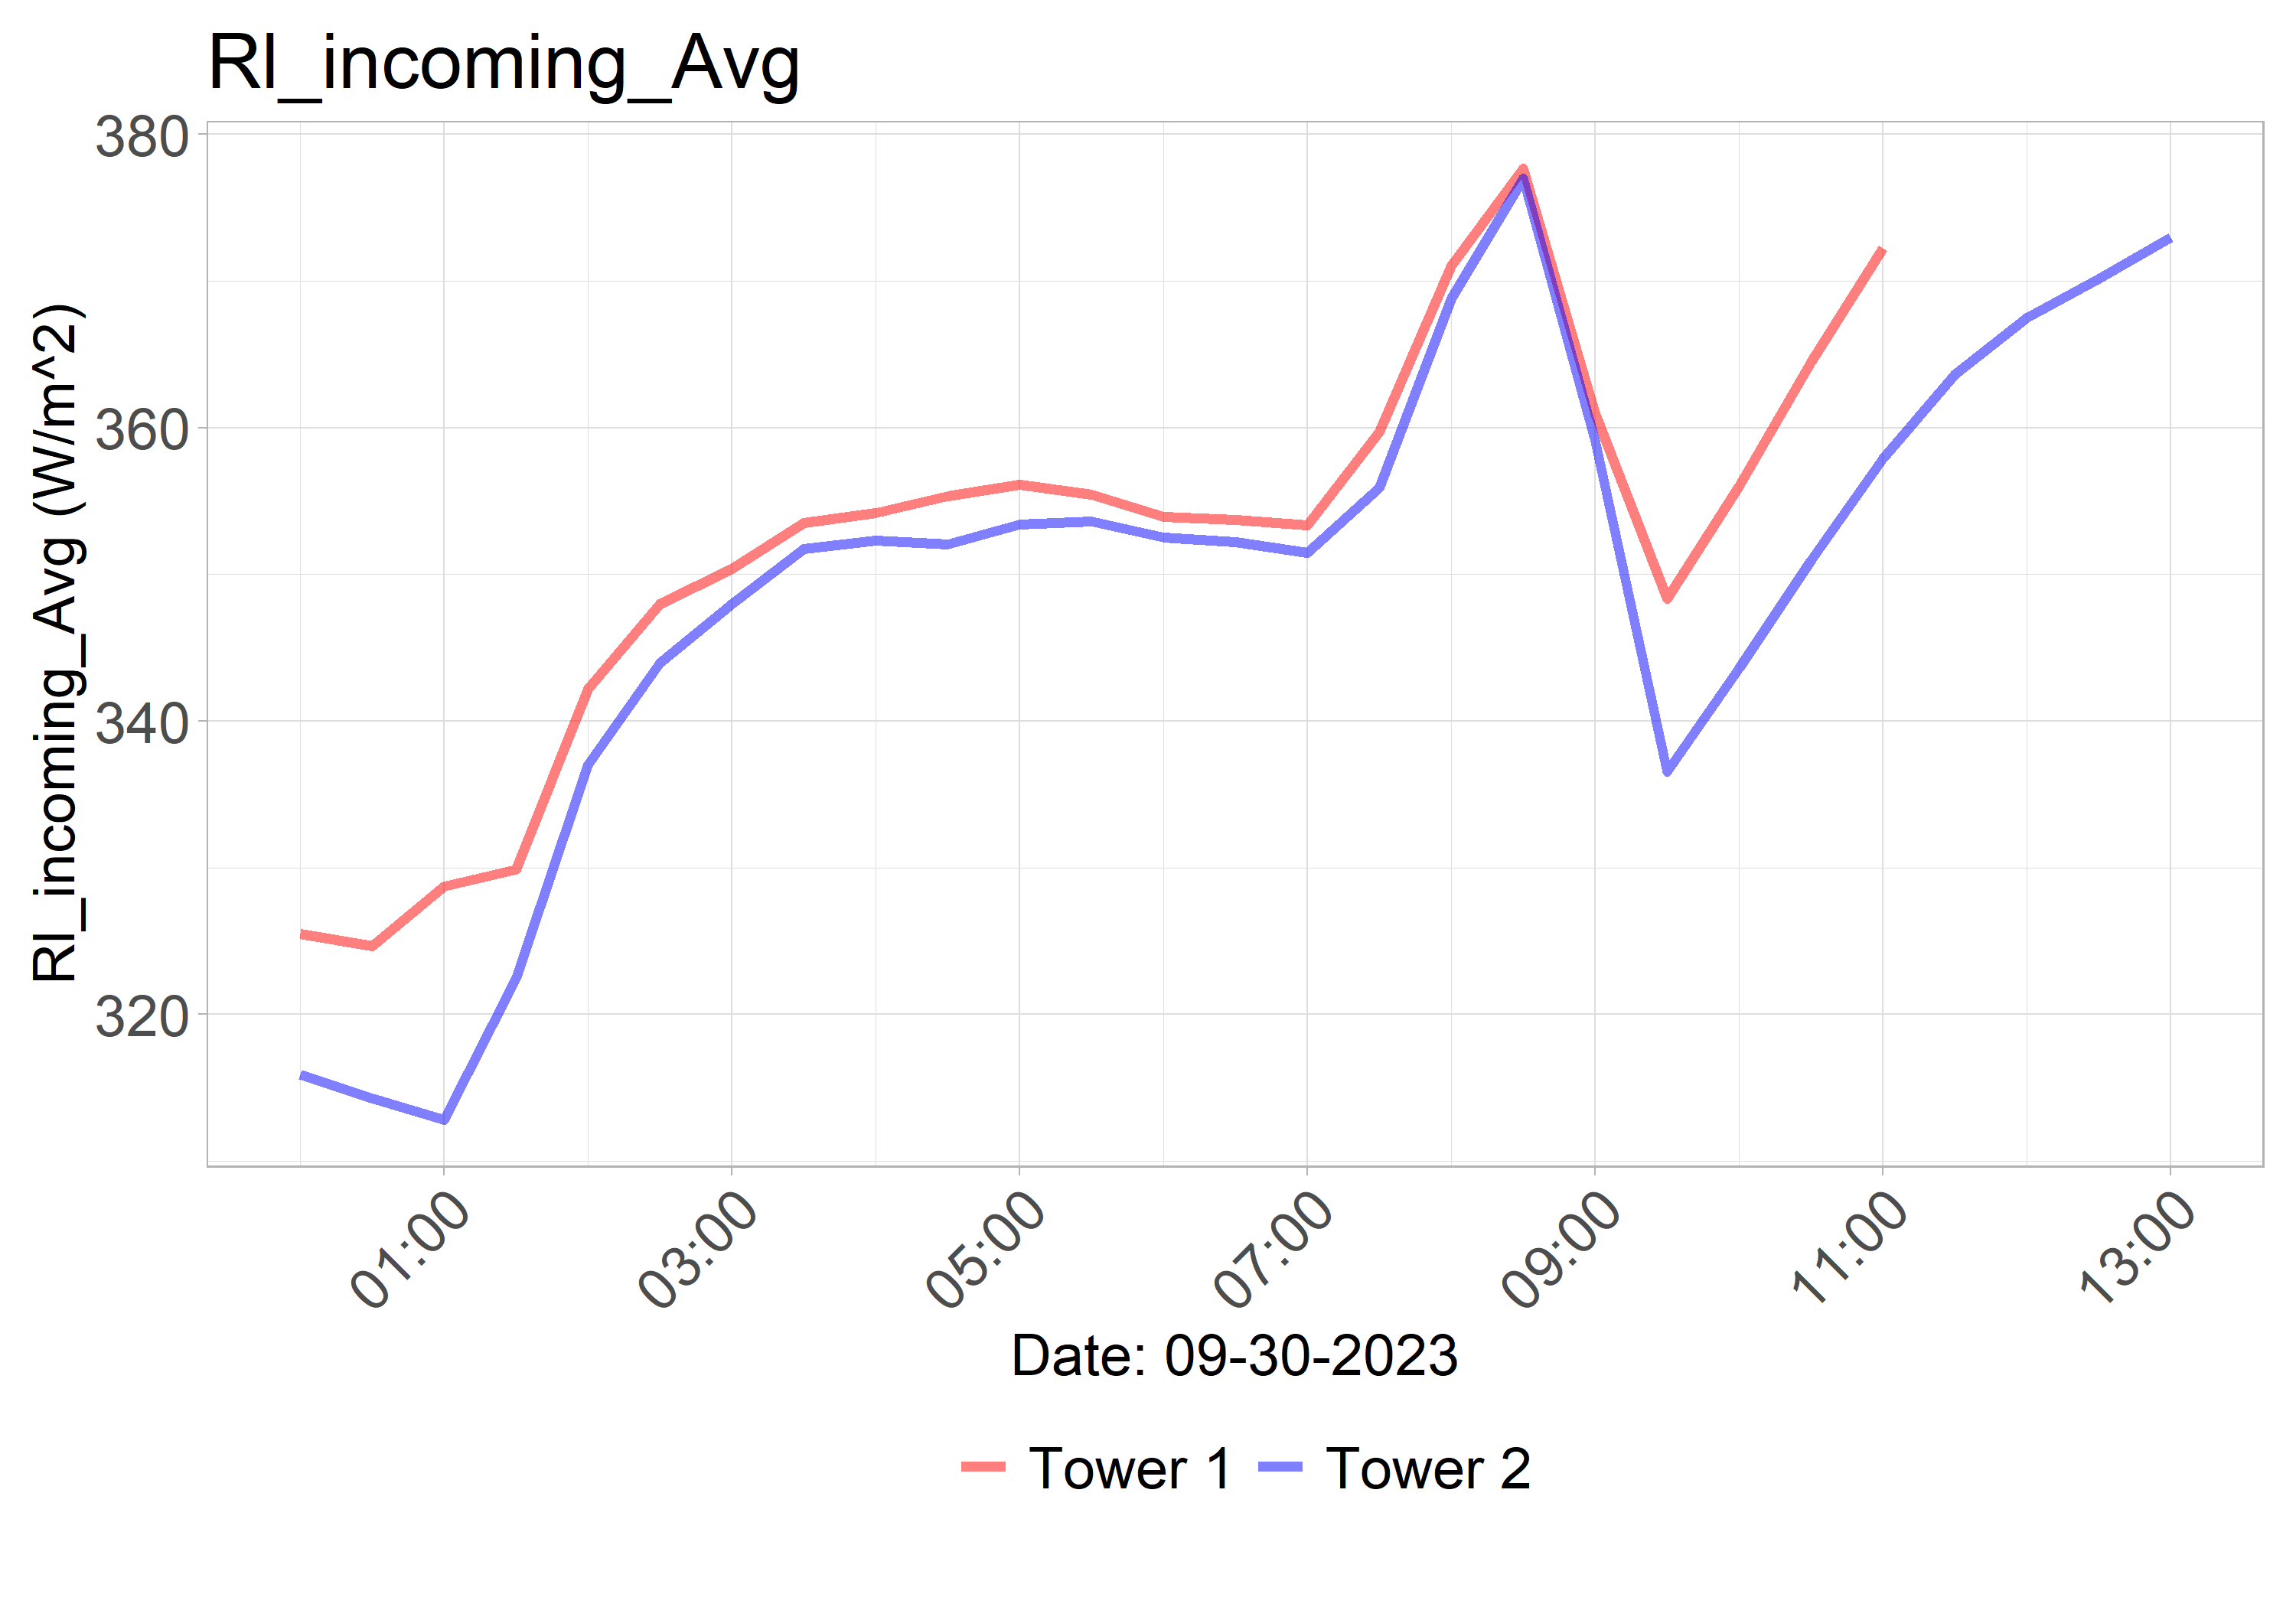 Rl_incoming_Avg
Rl_incoming_Avg (W/m^2)
380
360
340
320
01:00
03:00
05:00
07:00
09:00
11:00
13:00
Date: 09-30-2023
Tower 1
Tower 2